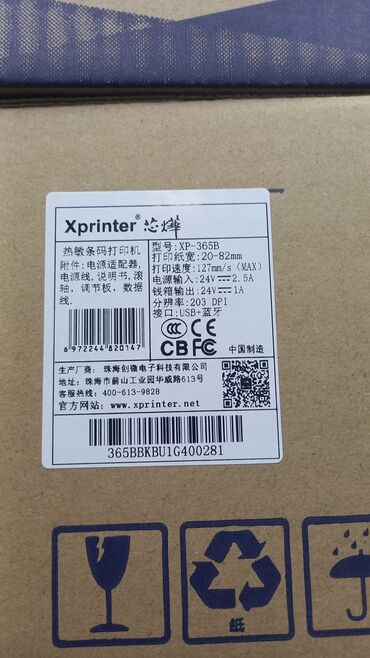 Xprinter® 芯烨
热敏条码打印机
附件:电源适配器,
电源线,说明书,滚
轴,调节板,数据
线.
6 972244 820147
型号:XP-365B
打印纸宽:20-82mm
打印速度:127mm/s (MAX)
电源输入:24V⎓2.5A
钱箱输出:24V⎓1A
分辨率:203 DPI
接口:USB+蓝牙
CCC CE
CB FC 中国制造
生产厂商: 珠海创微电子科技有限公司
地址: 珠海市前山工业园华威路613号
客服热线: 400-613-9828
官方网站: www.xprinter.net
365BBKBU1G400281
纸